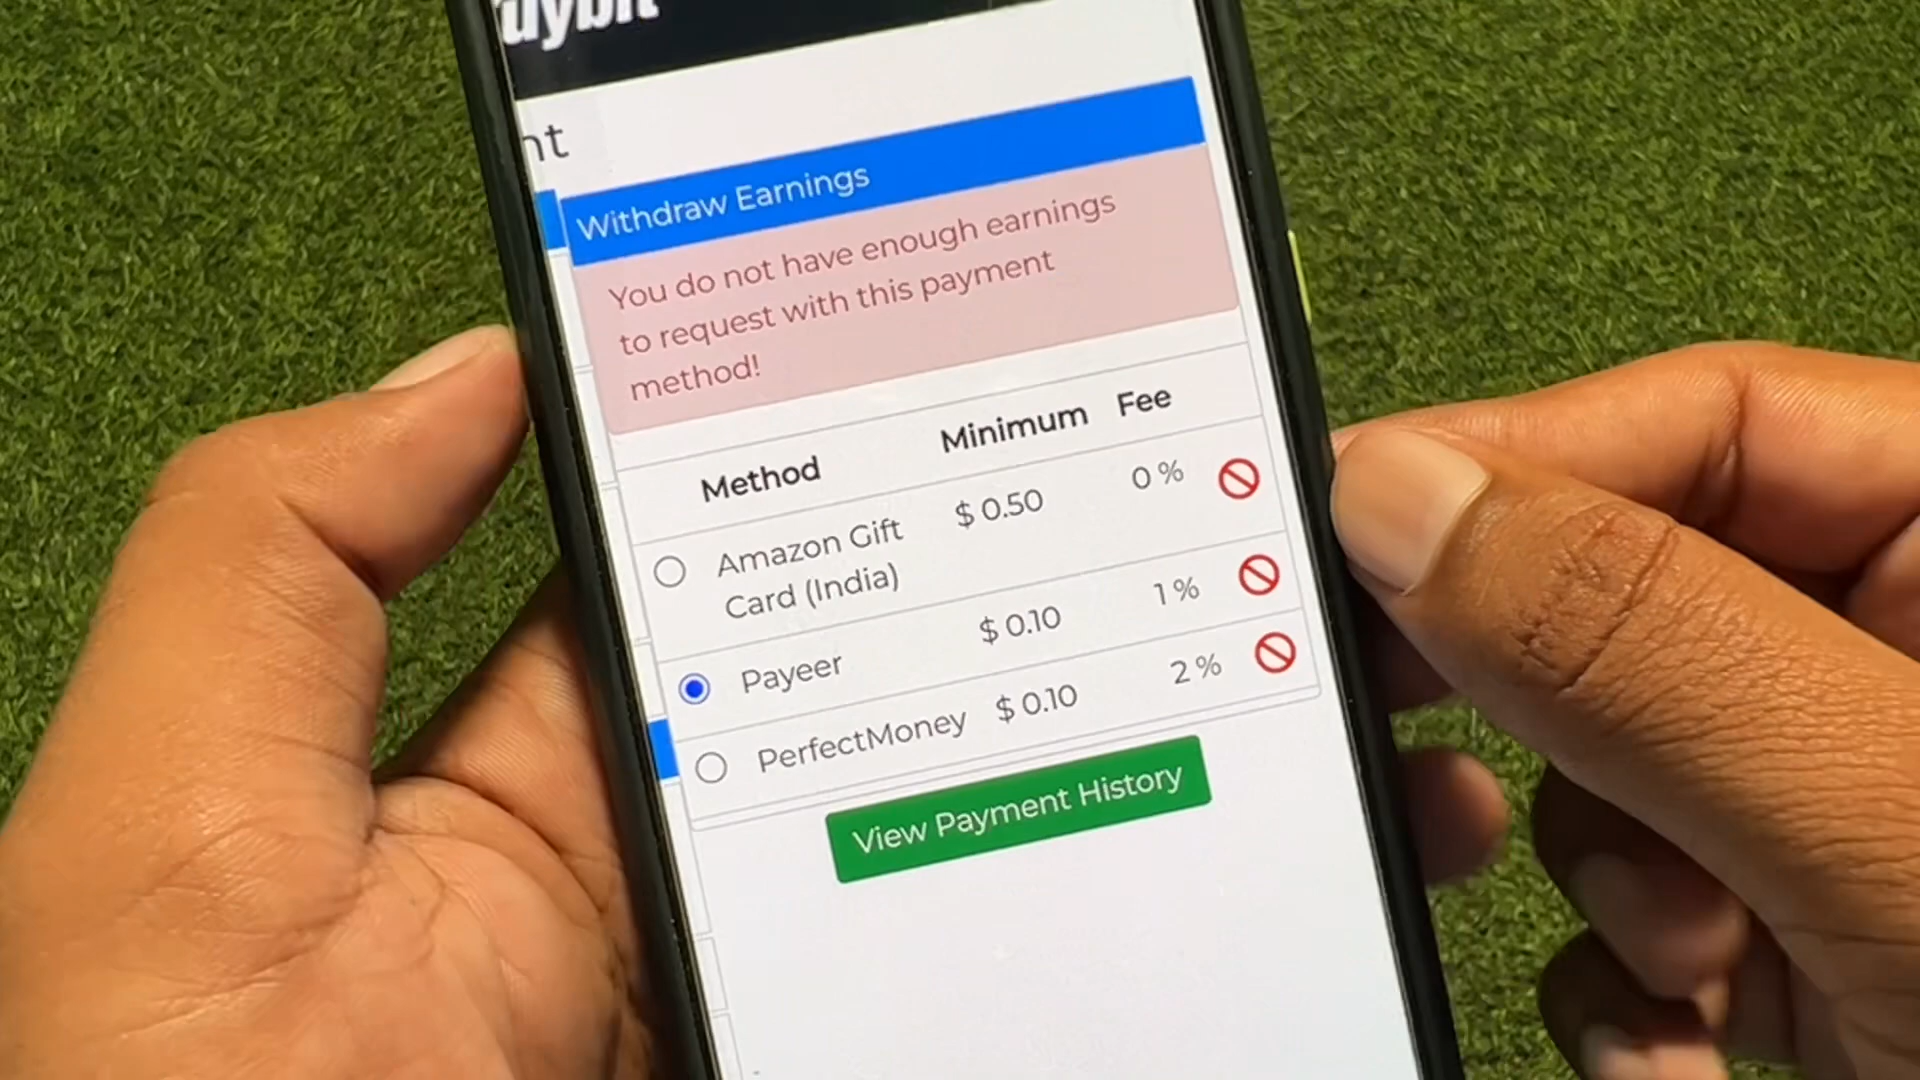 nt
Withdraw Earnings
You do not have enough earnings
to request with this payment
method!
Method Minimum Fee
Amazon Gift
Card (India) $ 0.50 0 %
Payeer $ 0.10 1 %
PerfectMoney $ 0.10 2 %
View Payment History